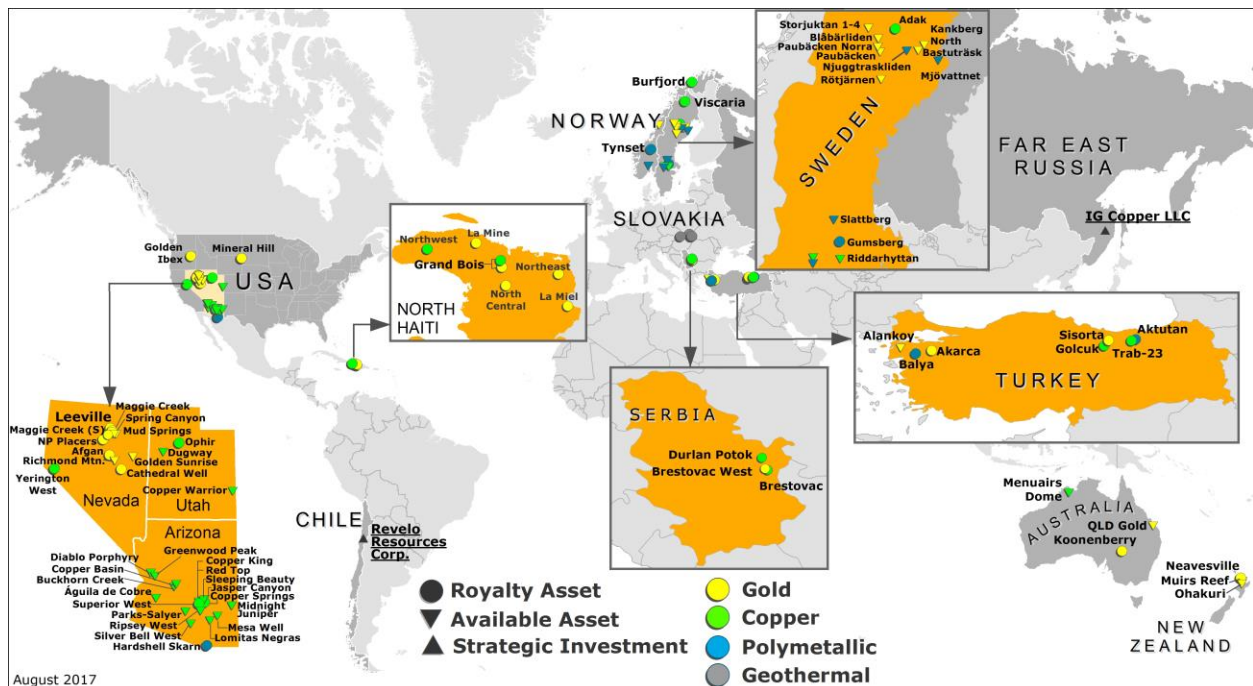 Storjuktan 1-4
Adak
Kankberg
Blåbärliden
North
Paubäcken Norra
Bastuträsk
Paubäcken
Njuggtraskliden
Mjövattnet
Rötjärnen
SWEDEN
Slattberg
Gumsberg
Riddarhyttan
Burfjord
Viscaria
NORWAY
Tynset
FAR EAST
RUSSIA
IG Copper LLC
SLOVAKIA
Golden
Ibex
Mineral Hill
USA
La Mine
Northwest
Grand Bois
Northeast
North
Central
La Miel
NORTH
HAITI
Alankoy
Akarca
Balya
Sisorta
Golcuk
Aktutan
Trab-23
TURKEY
SERBIA
Durlan Potok
Brestovac West
Brestovac
Maggie Creek
Leeville
Spring Canyon
Maggie Creek (S)
Mud Springs
NP Placers
Ophir
Afgan
Dugway
Richmond Mtn.
Golden Sunrise
Cathedral Well
Yerington
West
Copper Warrior
Nevada
Utah
Arizona
Greenwood Peak
Diablo Porphyry
Copper King
Copper Basin
Red Top
Buckhorn Creek
Sleeping Beauty
Águila de Cobre
Jasper Canyon
Copper Springs
Superior West
Midnight
Parks-Salyer
Juniper
Ripsey West
Mesa Well
Silver Bell West
Lomitas Negras
Hardshell Skarn
CHILE
Revelo
Resources
Corp.
Menuairs
Dome
AUSTRALIA
QLD Gold
Koonenberry
Neavesville
Muirs Reef
Ohakuri
NEW
ZEALAND
Royalty Asset
Available Asset
Strategic Investment
Gold
Copper
Polymetallic
Geothermal
August 2017